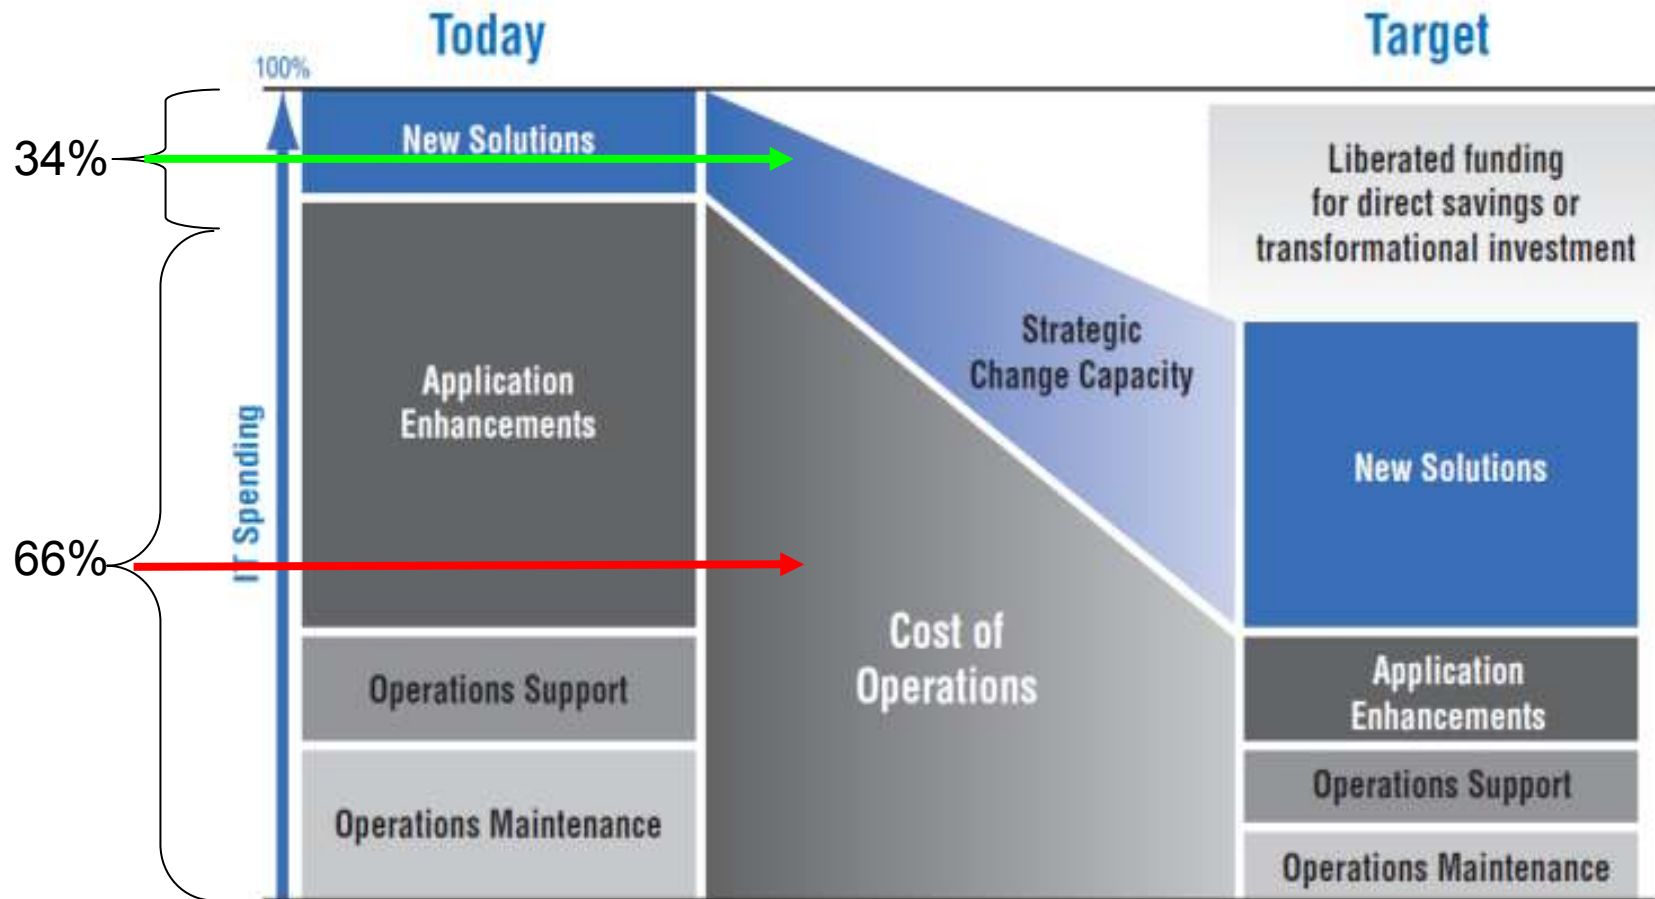 Today
Target
100%
34%
New Solutions
Liberated funding
for direct savings or
transformational investment
Strategic
Change Capacity
Application
Enhancements
New Solutions
IT Spending
66%
Cost of
Operations
Operations Support
Application
Enhancements
Operations Support
Operations Maintenance
Operations Maintenance